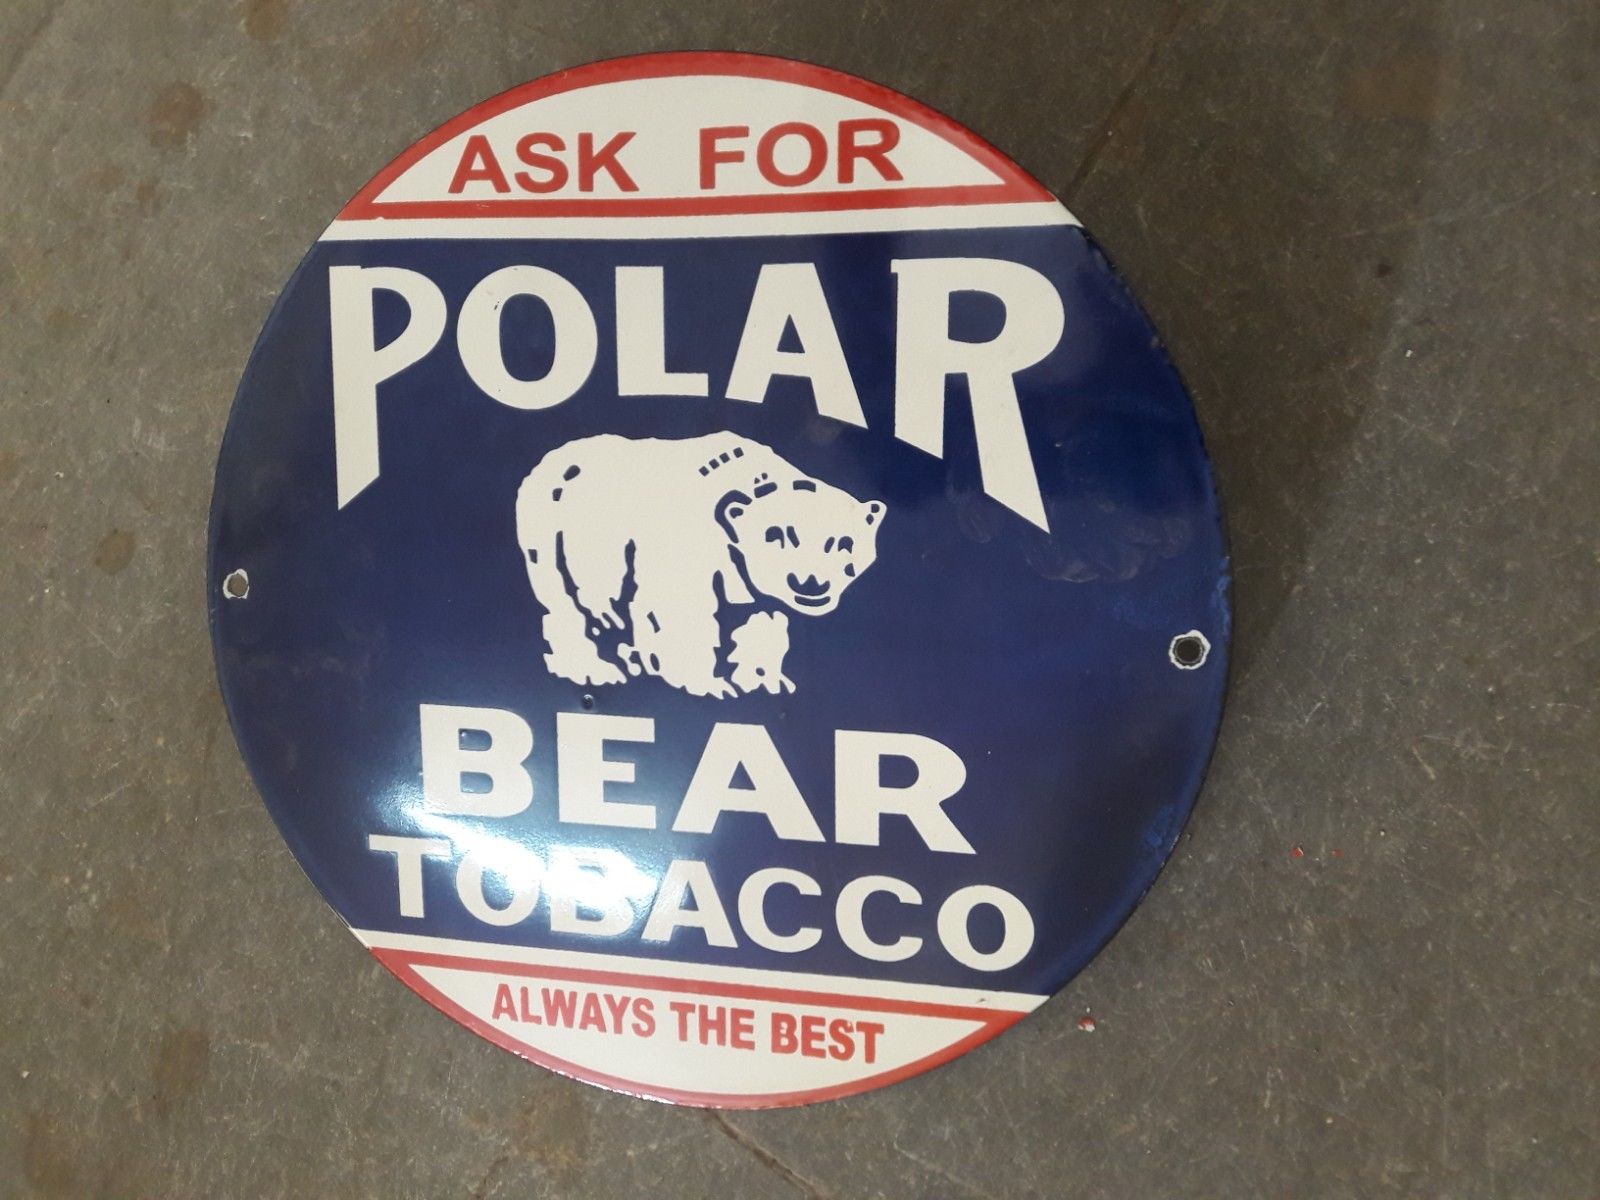 ASK FOR
POLAR
BEAR
TOBACCO
ALWAYS THE BEST